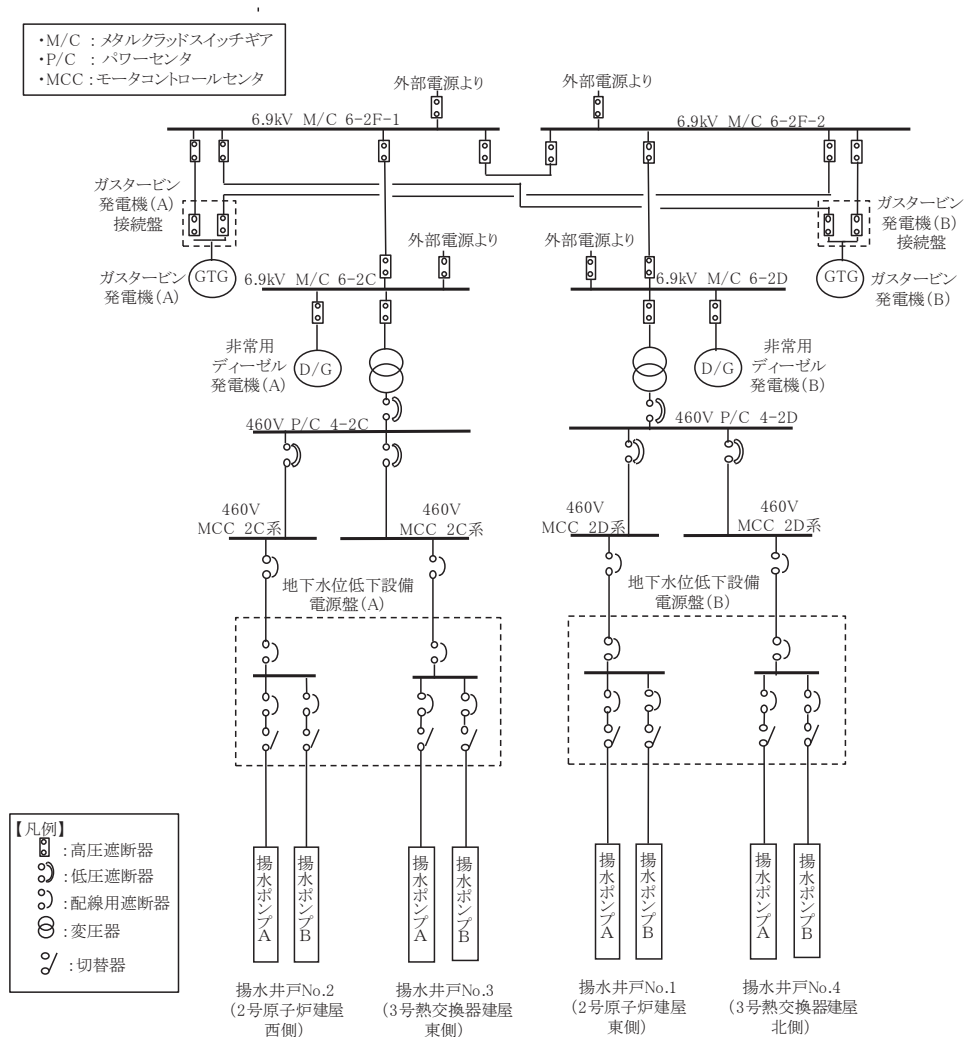 ・M/C : メタルクラッドスイッチギア
・P/C : パワーセンタ
・MCC : モータコントロールセンタ
外部電源より
外部電源より
6.9kV M/C 6-2F-1
6.9kV M/C 6-2F-2
ガスタービン
発電機(A)
接続盤
ガスタービン
発電機(B)
接続盤
外部電源より
外部電源より
ガスタービン
発電機(A)
GTG
6.9kV M/C 6-2C
6.9kV M/C 6-2D
GTG
ガスタービン
発電機(B)
非常用
ディーゼル
発電機(A)
D/G
D/G
非常用
ディーゼル
発電機(B)
460V P/C 4-2C
460V P/C 4-2D
460V
MCC 2C系
460V
MCC 2C系
460V
MCC 2D系
460V
MCC 2D系
地下水位低下設備
電源盤(A)
地下水位低下設備
電源盤(B)
【凡例】
:高圧遮断器
:低圧遮断器
:配線用遮断器
:変圧器
:切替器
揚水ポンプA
揚水ポンプB
揚水ポンプA
揚水ポンプB
揚水ポンプA
揚水ポンプB
揚水ポンプA
揚水ポンプB
揚水井戸No.2
(2号原子炉建屋
西側)
揚水井戸No.3
(3号熱交換器建屋
東側)
揚水井戸No.1
(2号原子炉建屋
東側)
揚水井戸No.4
(3号熱交換器建屋
北側)